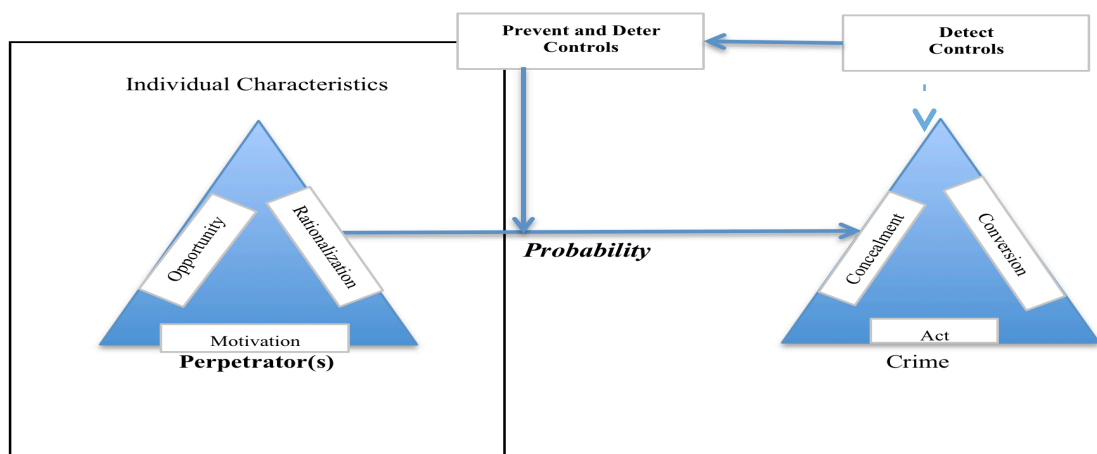 Prevent and Deter
Controls
Detect
Controls
Individual Characteristics
Opportunity
Rationalization
Motivation
Perpetrator(s)
Probability
Concealment
Conversion
Act
Crime